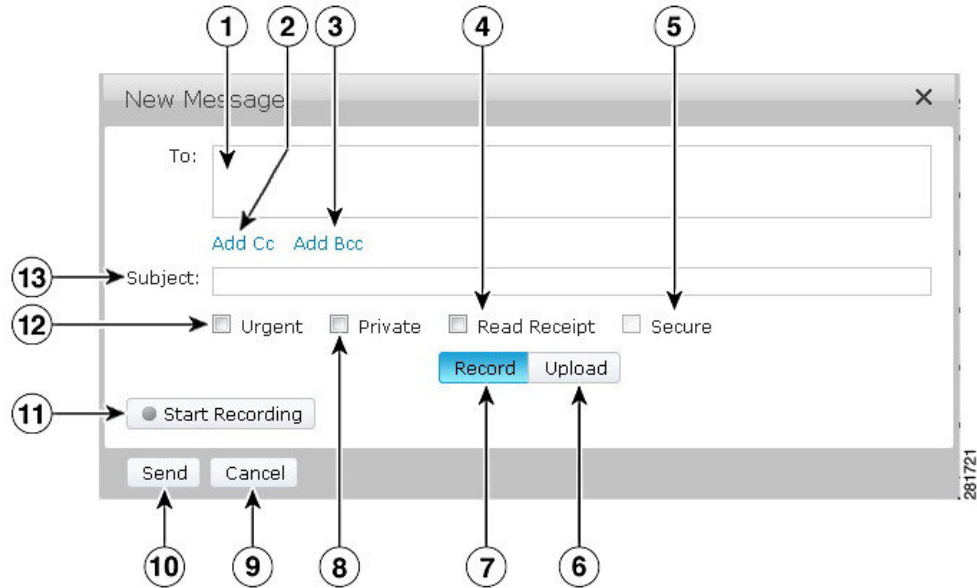 1 2 3 4 5
New Message ×
To:
Add Cc Add Bcc
13 Subject:
12 Urgent Private Read Receipt Secure
Record Upload
11 Start Recording
Send Cancel
10 9 8 7 6
281721